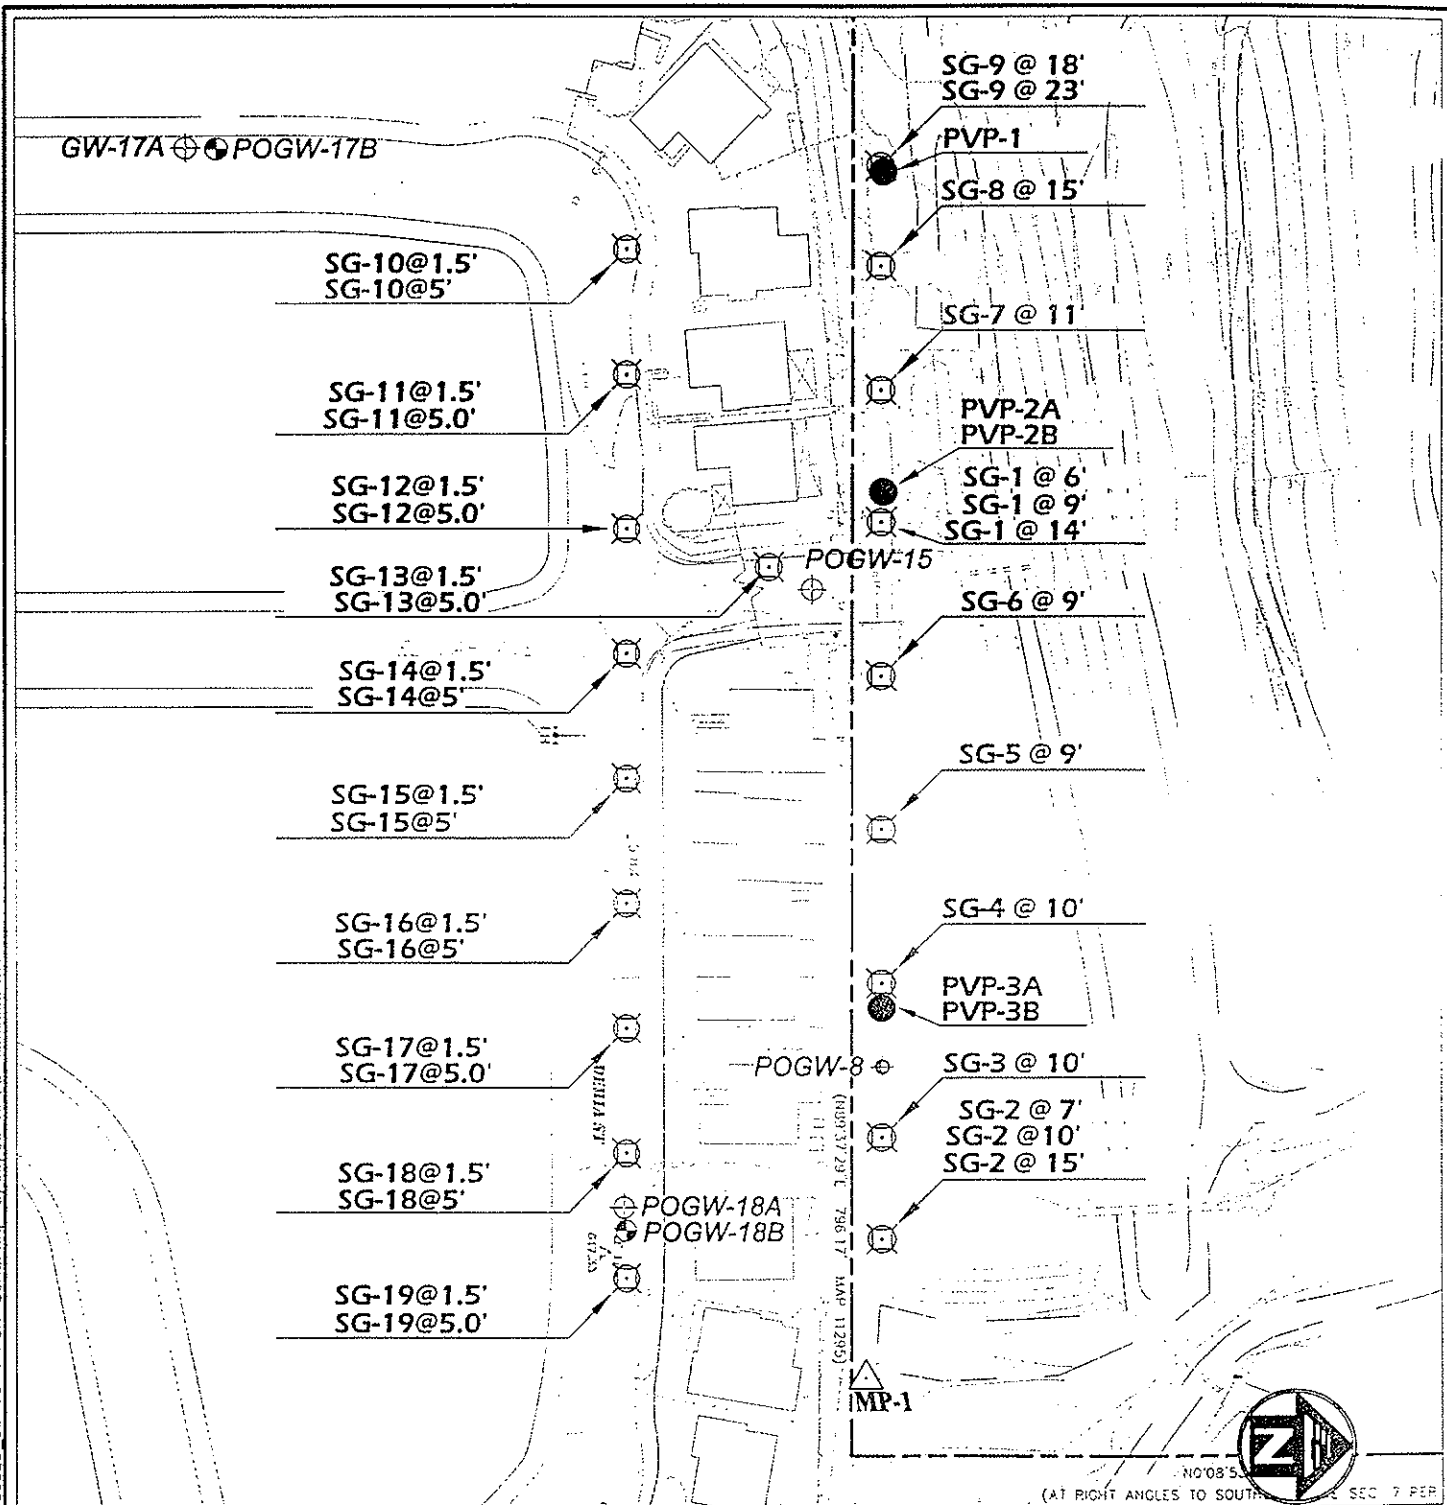 SG-9 @ 18'
SG-9 @ 23'
PVP-1
GW-17A
POGW-17B
SG-8 @ 15'
SG-10@1.5'
SG-10@5'
SG-7 @ 11'
SG-11@1.5'
SG-11@5.0'
PVP-2A
PVP-2B
SG-12@1.5'
SG-12@5.0'
SG-1 @ 6'
SG-1 @ 9'
SG-1 @ 14'
POGW-15
SG-13@1.5'
SG-13@5.0'
SG-6 @ 9'
SG-14@1.5'
SG-14@5'
SG-5 @ 9'
SG-15@1.5'
SG-15@5'
SG-4 @ 10'
SG-16@1.5'
SG-16@5'
PVP-3A
PVP-3B
SG-17@1.5'
SG-17@5.0'
POGW-8
SG-3 @ 10'
SG-2 @ 7'
SG-2 @10'
SG-2 @ 15'
SG-18@1.5'
SG-18@5'
POGW-18A
POGW-18B
796.17 MAP 11295)
SG-19@1.5'
SG-19@5.0'
MP-1
N
N0°08'5
(AT RIGHT ANGLES TO SOUTH SEC 7 PER